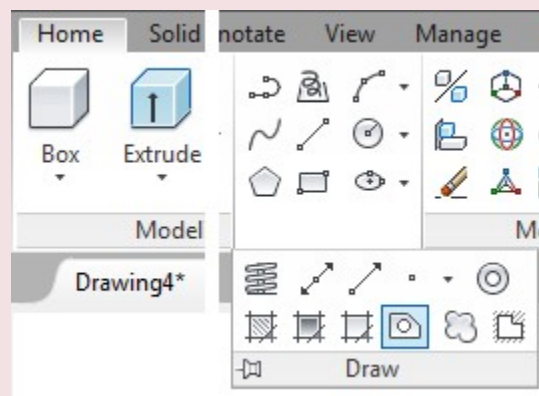 Home Solid notate View Manage
Box Extrude
Model
M
Drawing4*
Draw